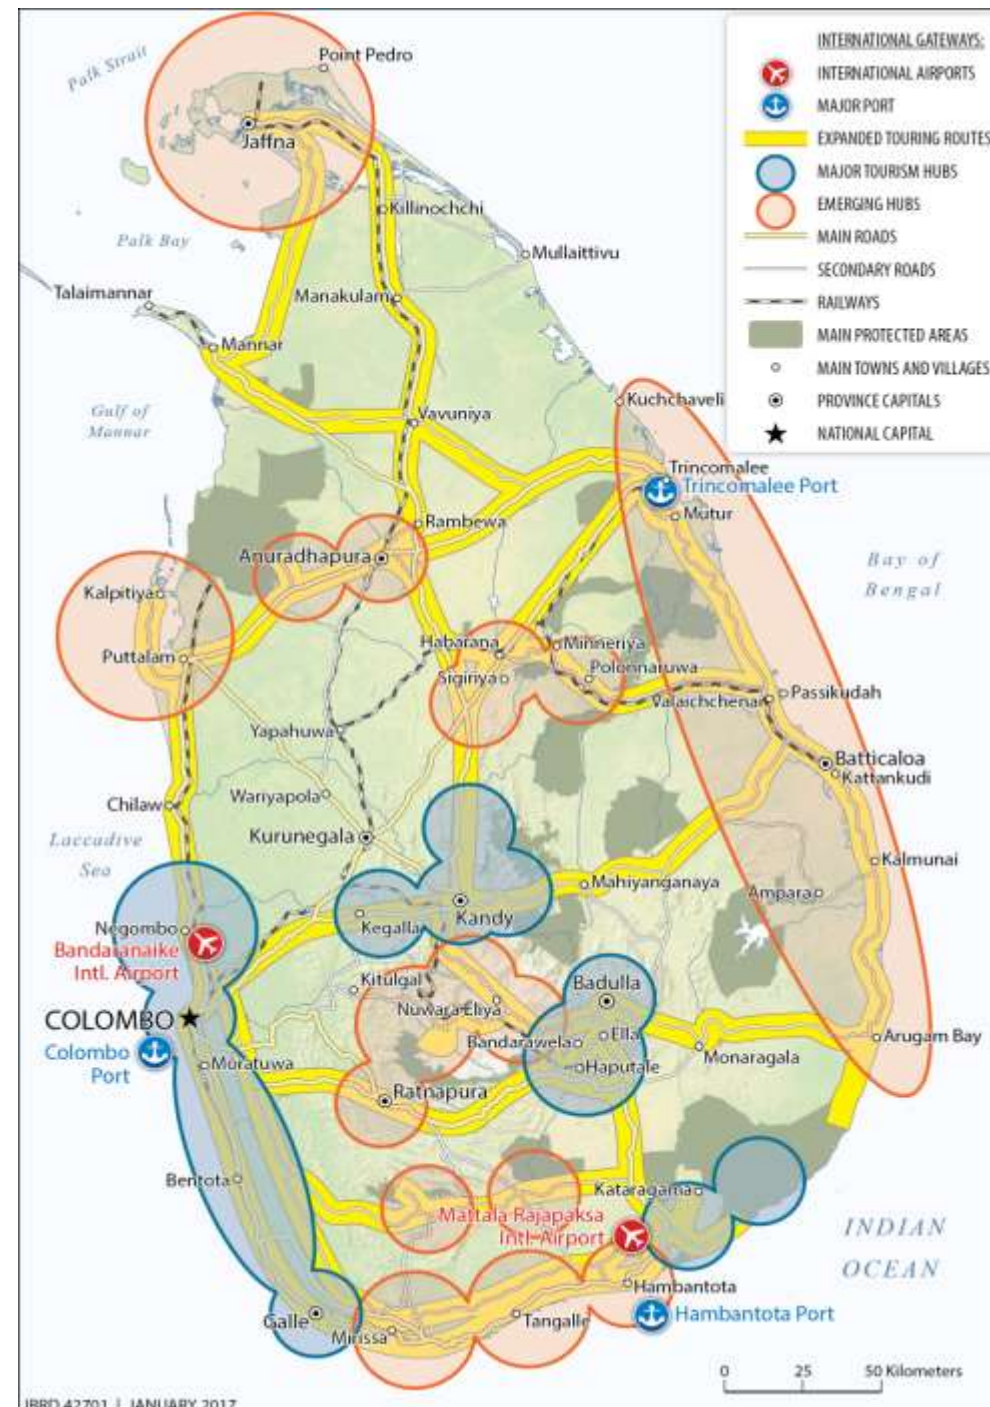 INTERNATIONAL GATEWAYS:
INTERNATIONAL AIRPORTS
MAJOR PORT
EXPANDED TOURING ROUTES
MAJOR TOURISM HUBS
EMERGING HUBS
MAIN ROADS
SECONDARY ROADS
RAILWAYS
MAIN PROTECTED AREAS
MAIN TOWNS AND VILLAGES
PROVINCE CAPITALS
NATIONAL CAPITAL
Palk Strait
Point Pedro
Jaffna
Killinochchi
Palk Bay
Mullaittivu
Talaimannar
Manakulam
Mannar
Kuchchaveli
Gulf of
Mannar
Vavuniya
Trincomalee
Trincomalee Port
Mutur
Rambewa
Anuradhapura
Bay of
Bengal
Kalpitiya
Habarana
Minneriya
Puttalam
Sigiriya
Polonnaruwa
Valaichchenai
Passikudah
Yapahuwa
Batticaloa
Kattankudi
Wariyapola
Chilaw
Kurunegala
Laccadive
Sea
Kalmunai
Mahiyanganaya
Ampara
Kegalla
Kandy
Negombo
Bandaranaike
Intl. Airport
Kitulgal
Badulla
Nuwara Eliya
COLOMBO
Ella
Bandarawela
Arugam Bay
Colombo
Port
Moratuwa
Haputale
Monaragala
Ratnapura
Bentota
Kataragama
Mattala Rajapaksa
Intl. Airport
INDIAN
OCEAN
Hambantota
Hambantota Port
Galle
Mirissa
Tangalle
0 25 50 Kilometers
IBRD 42701 | JANUARY 2017